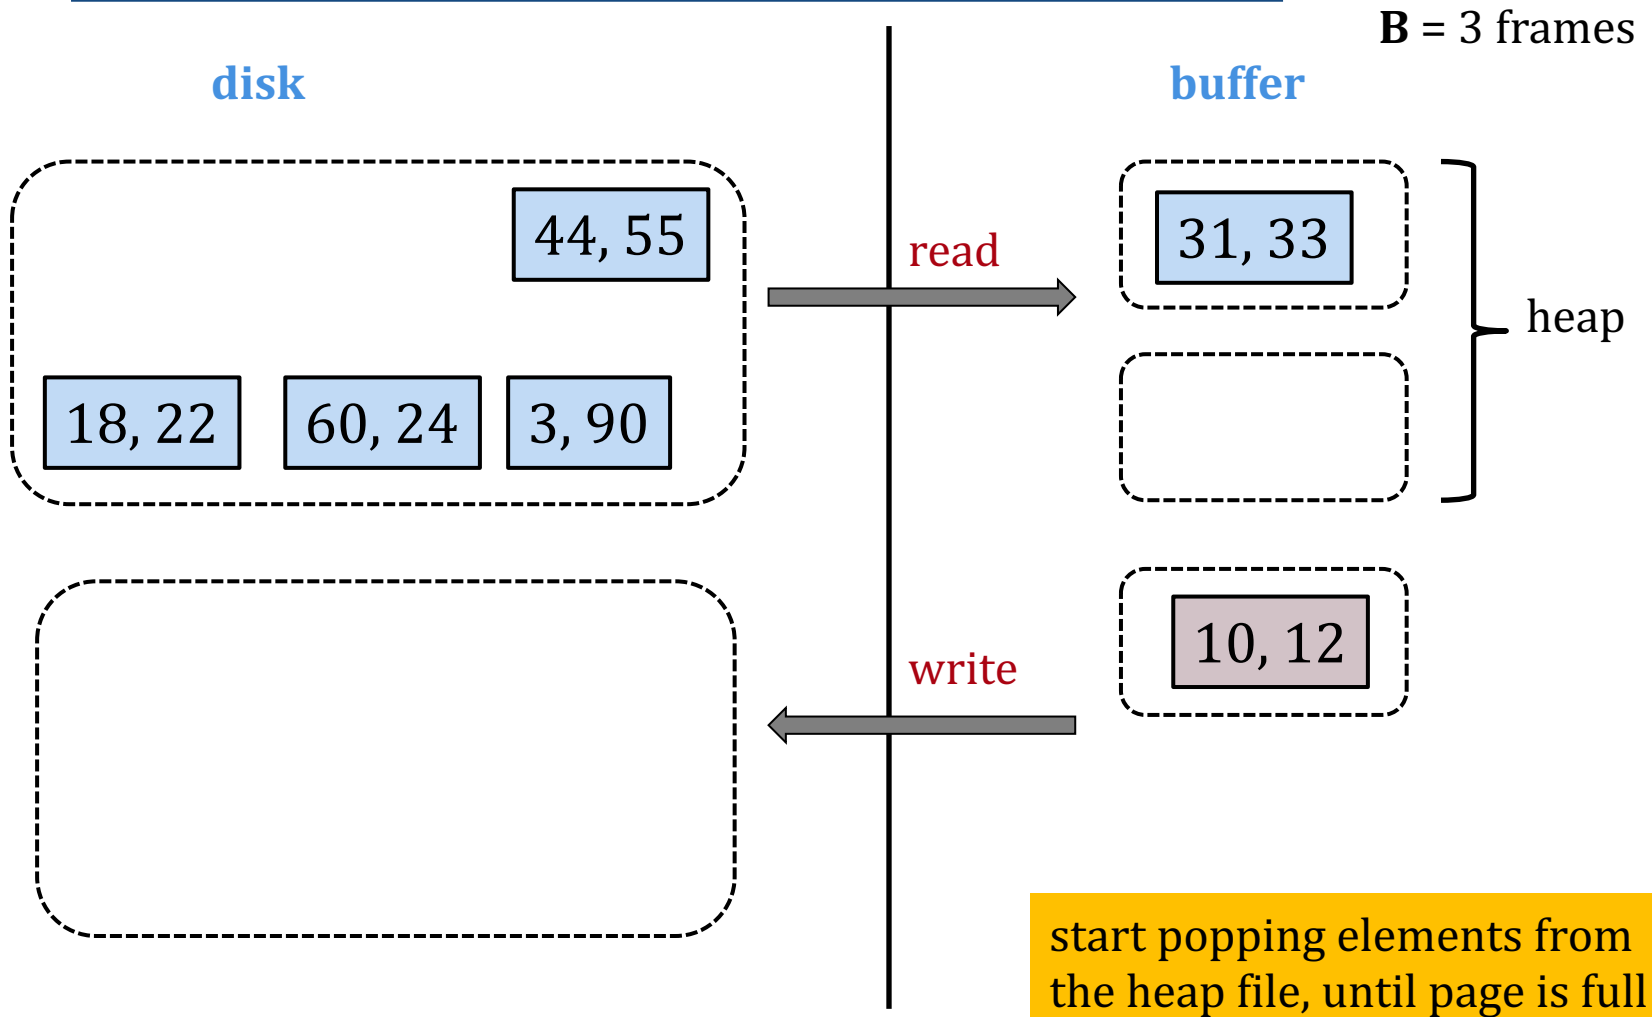 B = 3 frames
disk
buffer
44, 55
31, 33
read
heap
18, 22
60, 24
3, 90
10, 12
write
start popping elements from
the heap file, until page is full